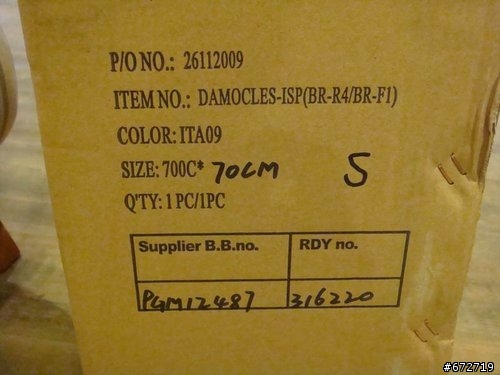 P/O NO.: 26112009
ITEM NO.: DAMOCLES-ISP(BR-R4/BR-F1)
COLOR: ITA09
SIZE: 700C* 70CM S
Q'TY: 1 PC/1PC
Supplier B.B.no. RDY no.
PGM12487 316220
#672719